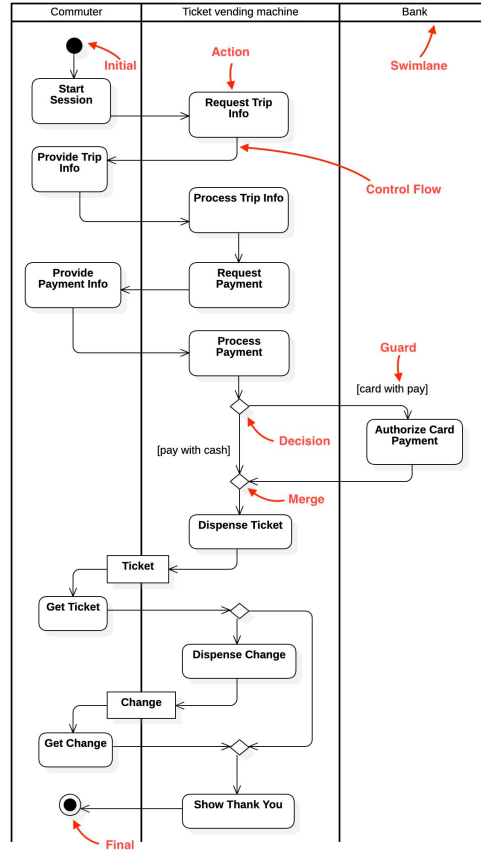 Commuter
Ticket vending machine
Bank
Initial
Action
Swimlane
Start
Session
Request Trip
Info
Provide Trip
Info
Control Flow
Process Trip Info
Provide
Payment Info
Request
Payment
Process
Payment
Guard
[card with pay]
Authorize Card
Payment
Decision
[pay with cash]
Merge
Dispense Ticket
Ticket
Get Ticket
Dispense Change
Change
Get Change
Show Thank You
Final